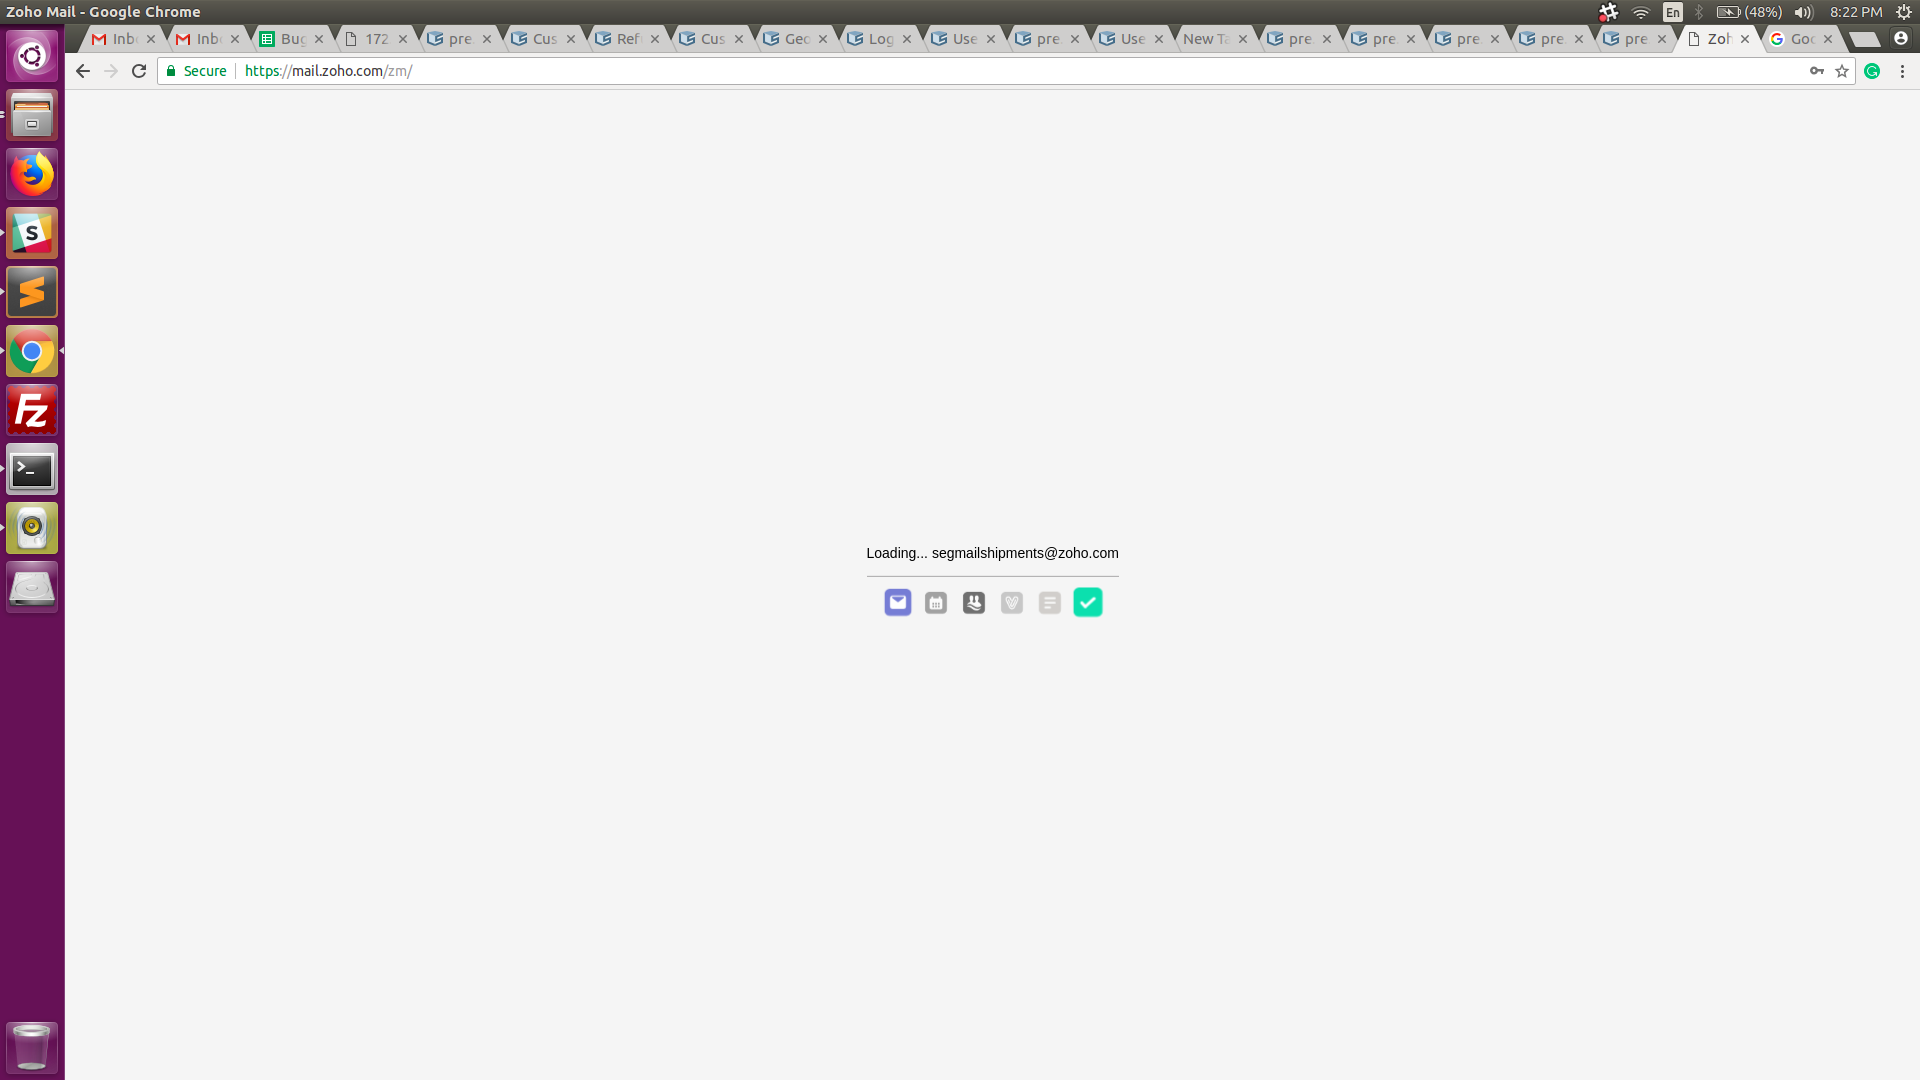 Zoho Mail - Google Chrome
En
(48%)
8:22 PM
Inb
Inb
Bug
172
pre
Cus
Ref
Cus
Geo
Log
Use
pre
Use
New Ta
pre
pre
pre
pre
pre
Zoh
Goo
Secure
https://mail.zoho.com/zm/
S
Fz
>_
Loading... segmailshipments@zoho.com